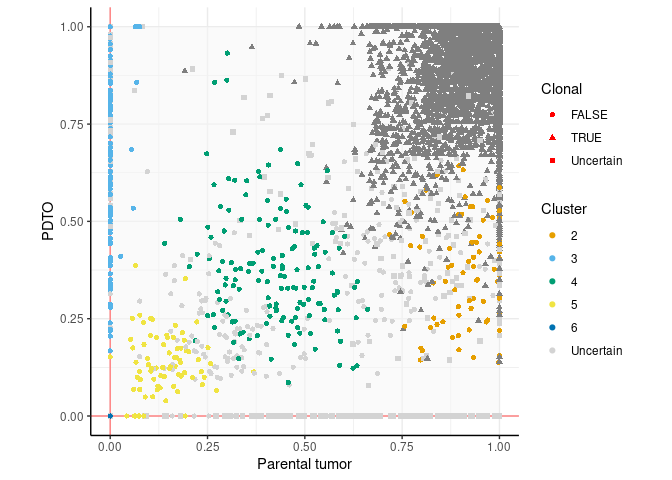 1.00
0.75
0.50
0.25
0.00
PDTO
0.00 0.25 0.50 0.75 1.00
Parental tumor
Clonal
FALSE
TRUE
Uncertain
Cluster
2
3
4
5
6
Uncertain